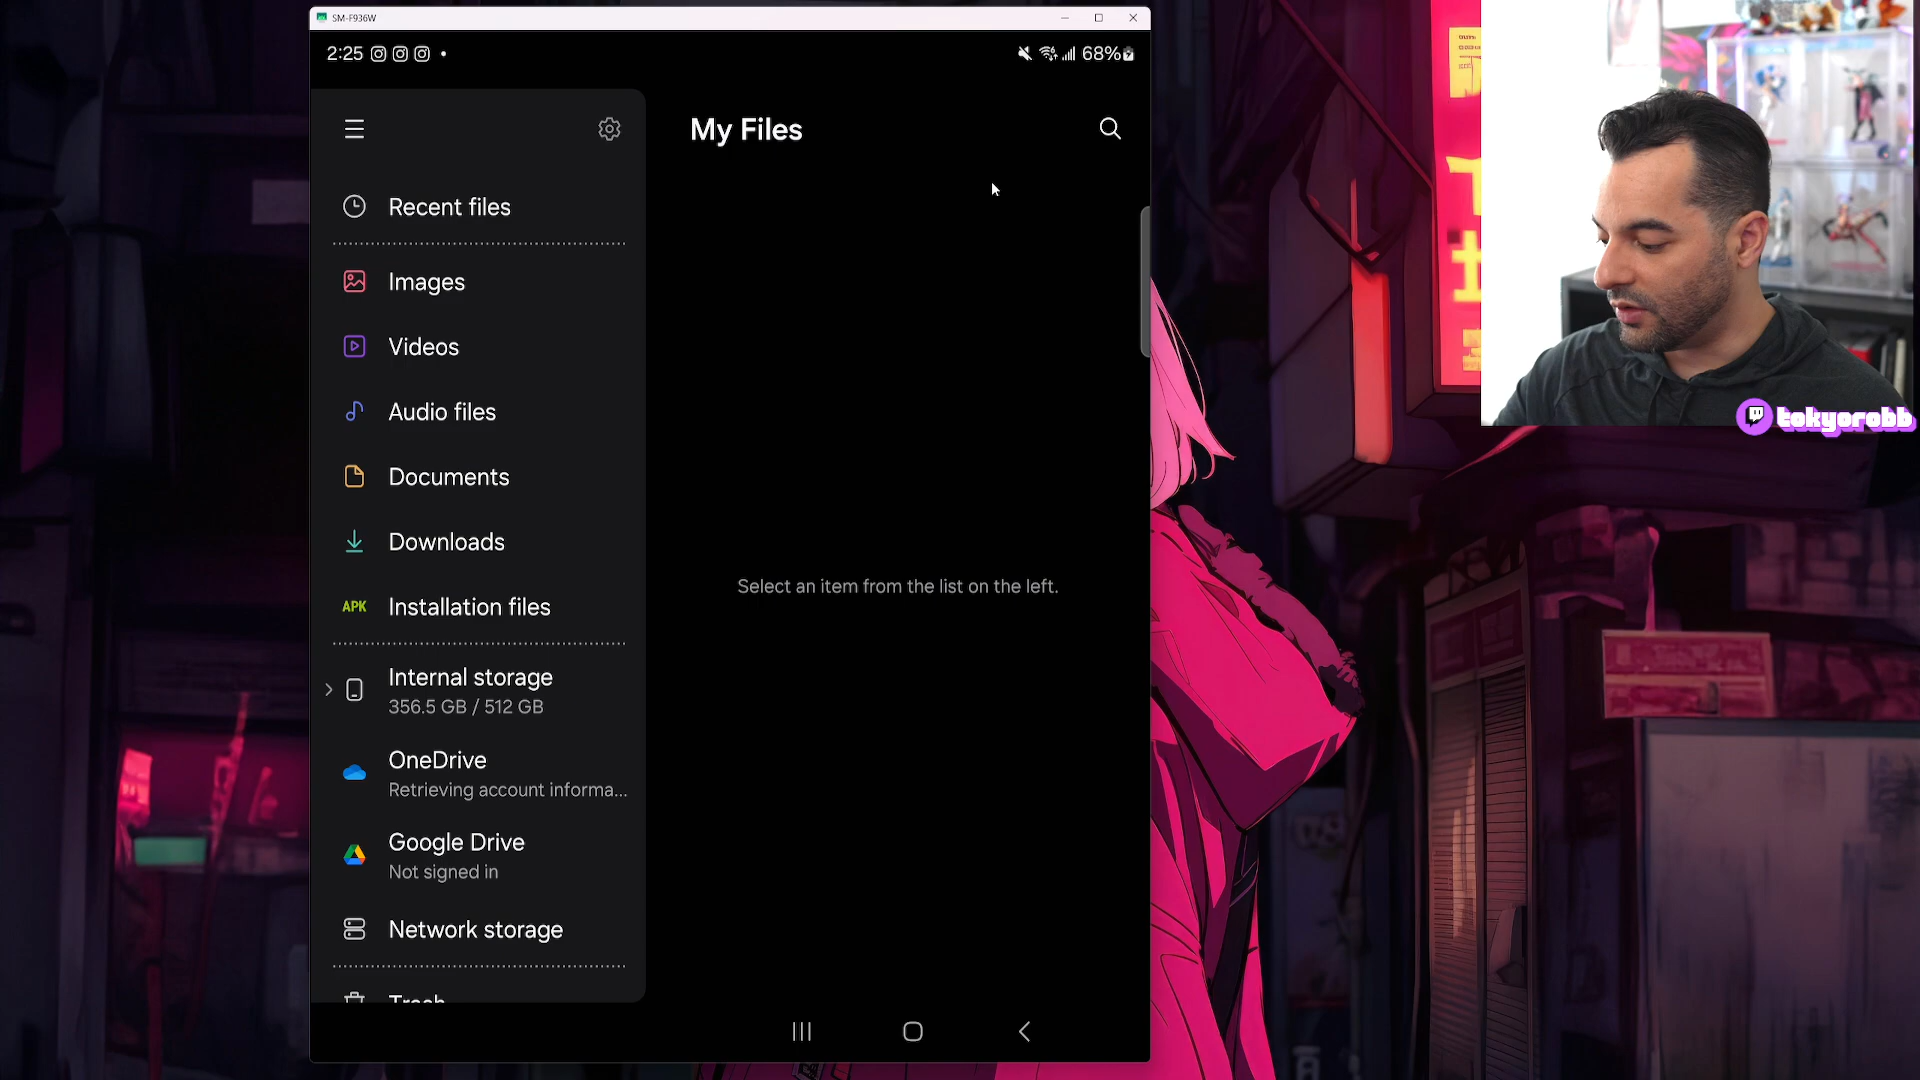 SM-F936W
2:25
68%
My Files
Recent files
Images
Videos
Audio files
Documents
Downloads
APK Installation files
Internal storage
356.5 GB / 512 GB
OneDrive
Retrieving account informa...
Google Drive
Not signed in
Network storage
Trash
Select an item from the list on the left.
tokyorobb